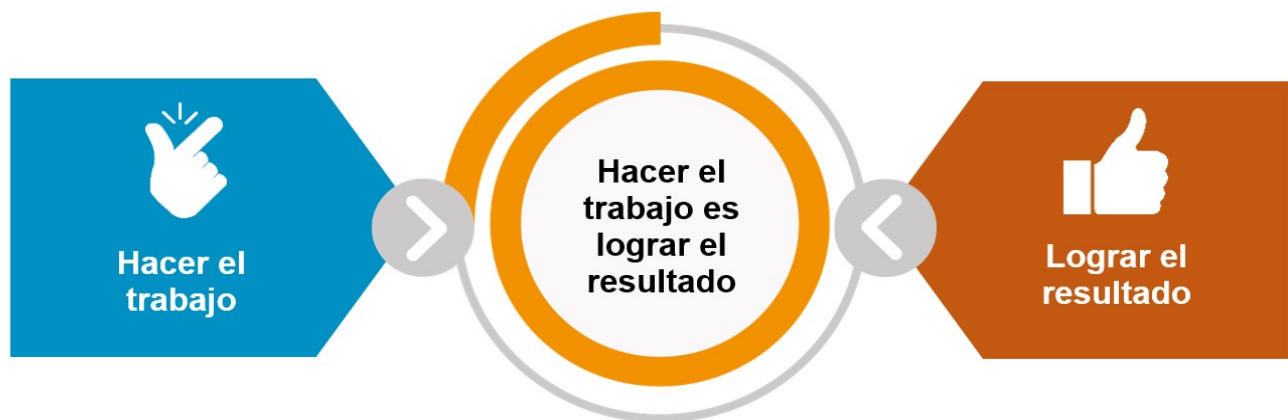 Hacer el
trabajo
Hacer el
trabajo es
lograr el
resultado
Lograr el
resultado